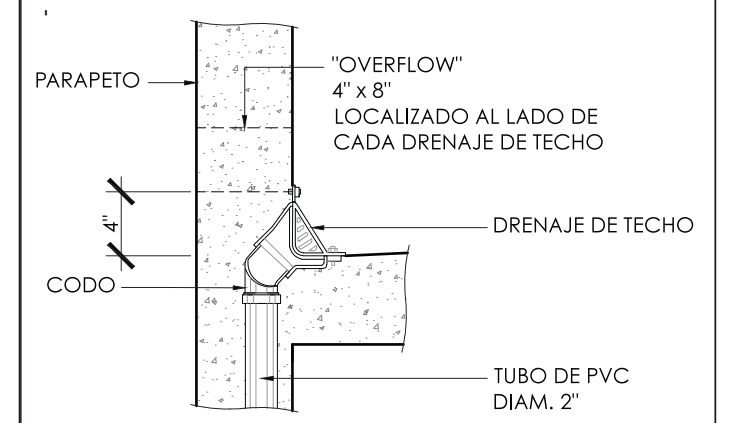 "OVERFLOW"
4" x 8"
LOCALIZADO AL LADO DE
CADA DRENAJE DE TECHO
PARAPETO
4"
DRENAJE DE TECHO
CODO
TUBO DE PVC
DIAM. 2"